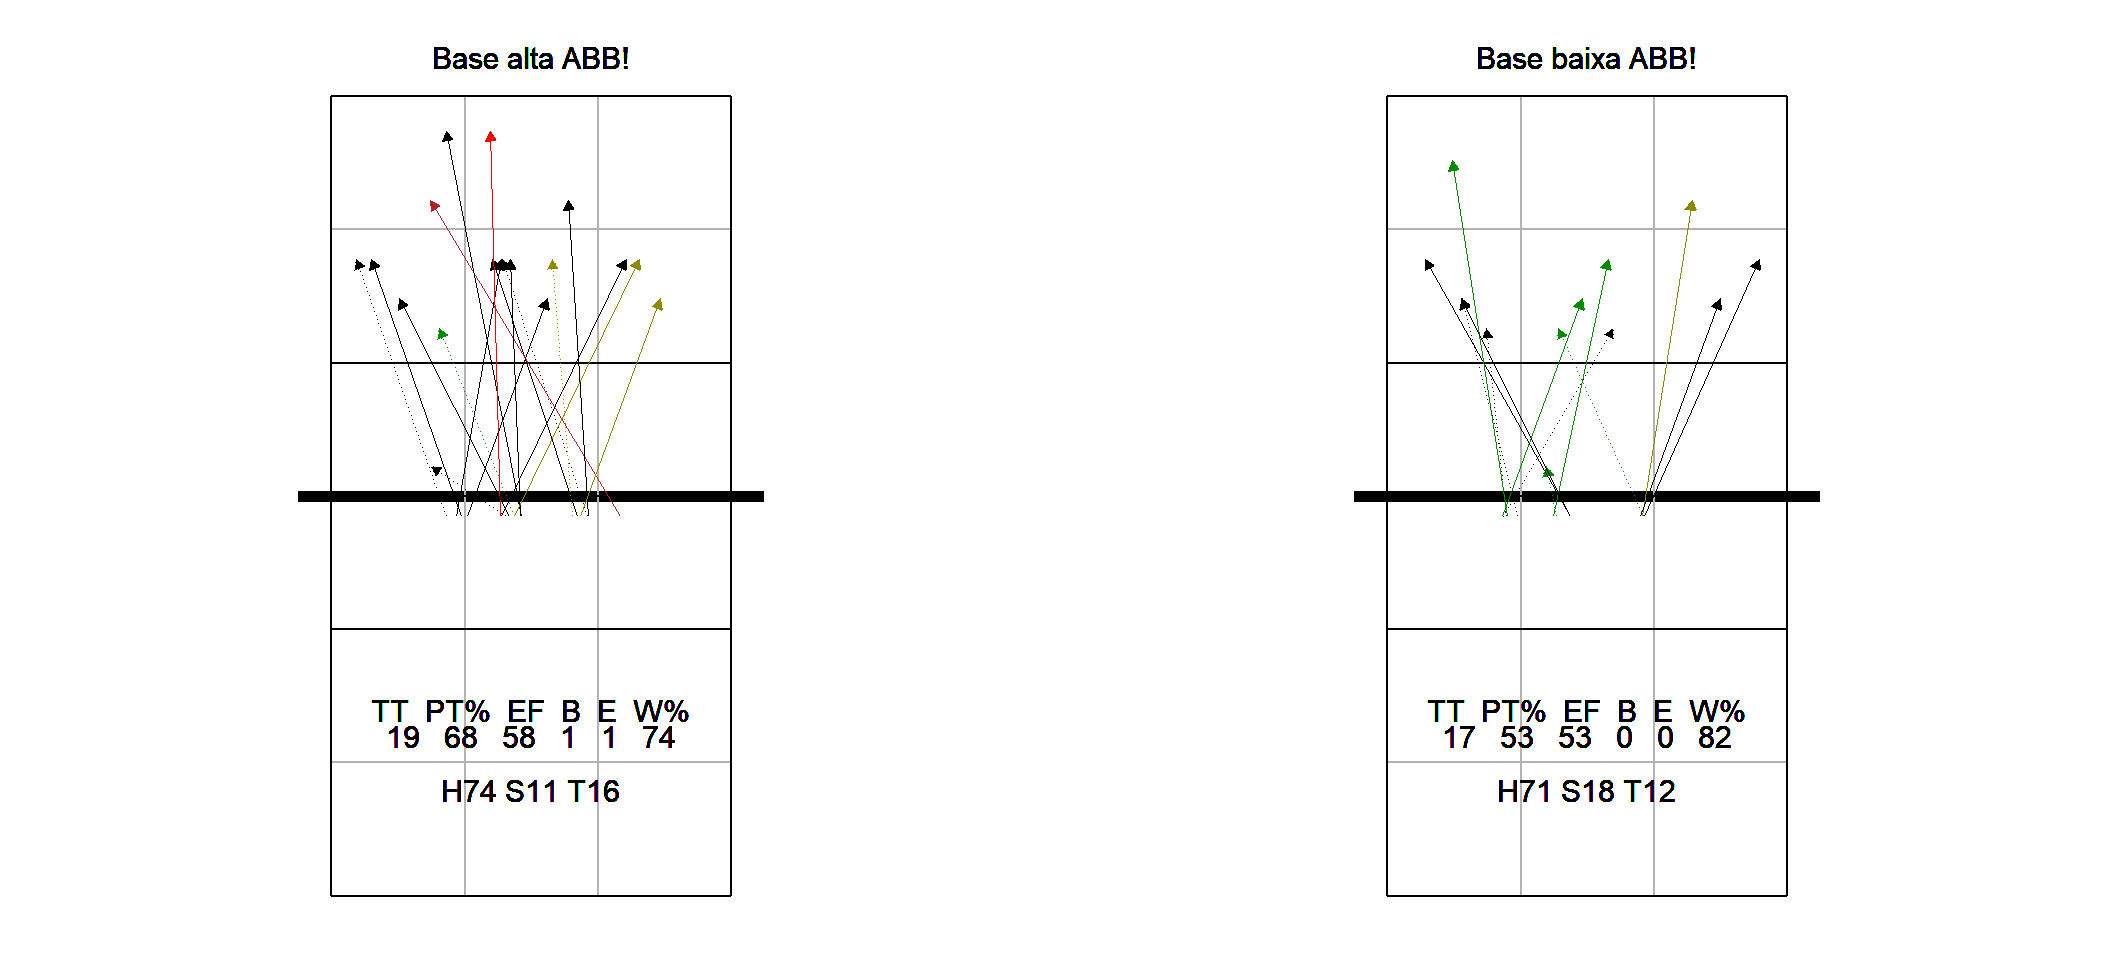 Base alta ABB!
TT PT% EF B E W%
19 68 58 1 1 74
H74 S11 T16
Base baixa ABB!
TT PT% EF B E W%
17 53 53 0 0 82
H71 S18 T12